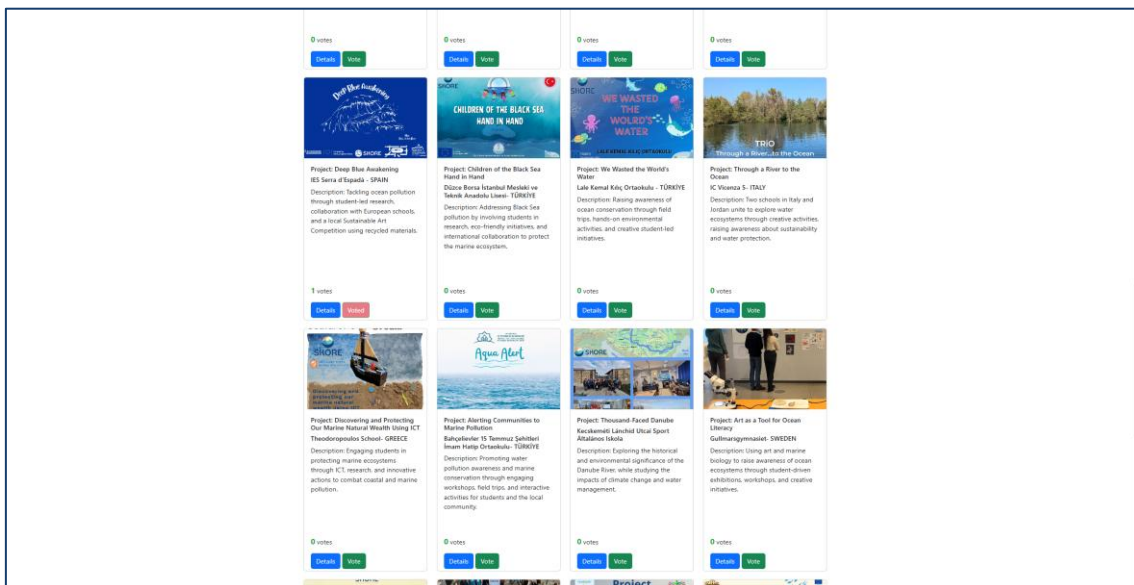 0 votes
0 votes
0 votes
0 votes
Details Vote
Details Vote
Details Vote
Details Vote
Deep Blue Awakening
SHORE
Project: Deep Blue Awakening
IES Serra d'Espadà - SPAIN
Description: Tackling ocean pollution
through student-led research,
collaboration with European schools,
and a local Sustainable Art
Competition using recycled materials.
1 votes
Details Voted
SHORE
CHILDREN OF THE BLACK SEA
HAND IN HAND
Project: Children of the Black Sea
Hand in Hand
Düzce Borsa İstanbul Mesleki ve
Teknik Anadolu Lisesi- TÜRKİYE
Description: Addressing Black Sea
pollution by involving students in
research, eco-friendly initiatives, and
international collaboration to protect
the marine ecosystem.
0 votes
Details Vote
SHORE
WE WASTED
THE
WOLRD'S
WATER
LALE KEMAL KILIÇ ORTAOKULU
Project: We Wasted the World's
Water
Lale Kemal Kılıç Ortaokulu - TÜRKİYE
Description: Raising awareness of
ocean conservation through field
trips, hands-on environmental
activities, and creative student-led
initiatives.
0 votes
Details Vote
TRIO
Through a River...to the Ocean
Project: Through a River to the
Ocean
IC Vicenza 5- ITALY
Description: Two schools in Italy and
Jordan unite to explore water
ecosystems through creative activities,
raising awareness about sustainability
and water protection.
0 votes
Details Vote
SHORE
Discovering and
protecting our
marine natural
wealth using ICT
Project: Discovering and Protecting
Our Marine Natural Wealth Using ICT
Theodoropoulos School- GREECE
Description: Engaging students in
protecting marine ecosystems
through ICT, research, and innovative
actions to combat coastal and marine
pollution.
0 votes
Details Vote
Aqua Alert
Project: Alerting Communities to
Marine Pollution
Bahçelievler 15 Temmuz Şehitleri
İmam Hatip Ortaokulu- TÜRKİYE
Description: Promoting water
pollution awareness and marine
conservation through engaging
workshops, field trips, and interactive
activities for students and the local
community.
0 votes
Details Vote
SHORE
Project: Thousand-Faced Danube
Kecskeméti Lánchíd Utcai Sport
Általános Iskola
Description: Exploring the historical
and environmental significance of the
Danube River, while studying the
impacts of climate change and water
management.
0 votes
Details Vote
Project: Art as a Tool for Ocean
Literacy
Gullmarsgymnasiet- SWEDEN
Description: Using art and marine
biology to raise awareness of ocean
ecosystems through student-driven
exhibitions, workshops, and creative
initiatives.
0 votes
Details Vote
SHORE
Project